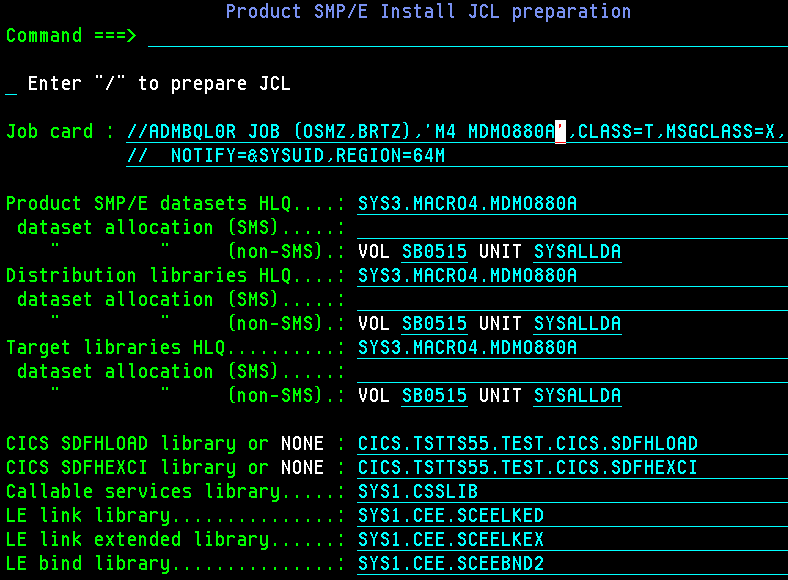 Product SMP/E Install JCL preparation
Command ===>
_ Enter "/" to prepare JCL
Job card : //ADMBQL0R JOB (OSMZ,BRTZ),'M4 MDMO880A',CLASS=T,MSGCLASS=X,
//  NOTIFY=&SYSUID,REGION=64M
Product SMP/E datasets HLQ....: SYS3.MACRO4.MDMO880A
dataset allocation (SMS).....:
"         "     (non-SMS).: VOL SB0515 UNIT SYSALLDA
Distribution libraries HLQ....: SYS3.MACRO4.MDMO880A
dataset allocation (SMS).....:
"         "     (non-SMS).: VOL SB0515 UNIT SYSALLDA
Target libraries HLQ..........: SYS3.MACRO4.MDMO880A
dataset allocation (SMS).....:
"         "     (non-SMS).: VOL SB0515 UNIT SYSALLDA
CICS SDFHLOAD library or NONE : CICS.TSTTS55.TEST.CICS.SDFHLOAD
CICS SDFHEXCI library or NONE : CICS.TSTTS55.TEST.CICS.SDFHEXCI
Callable services library.....: SYS1.CSSLIB
LE link library...............: SYS1.CEE.SCEELKED
LE link extended library......: SYS1.CEE.SCEELKEX
LE bind library...............: SYS1.CEE.SCEEBND2